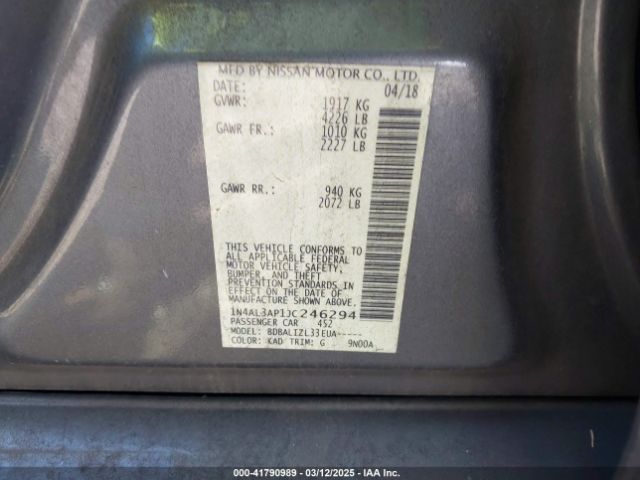 MFD BY NISSAN MOTOR CO., LTD.
DATE: 04/18
GVWR: 1917 KG
4226 LB
GAWR FR.: 1010 KG
2227 LB
GAWR RR.: 940 KG
2072 LB
THIS VEHICLE CONFORMS TO
ALL APPLICABLE FEDERAL
MOTOR VEHICLE SAFETY,
BUMPER, AND THEFT
PREVENTION STANDARDS IN
EFFECT ON THE DATE OF
MANUFACTURE SHOWN ABOVE.
1N4AL3AP1JC246294
PASSENGER CAR 4S2
MODEL: BDBALIZL33EUA-----
COLOR: KAD TRIM: G 9N00A
000-41790989 - 03/12/2025 - IAA Inc.